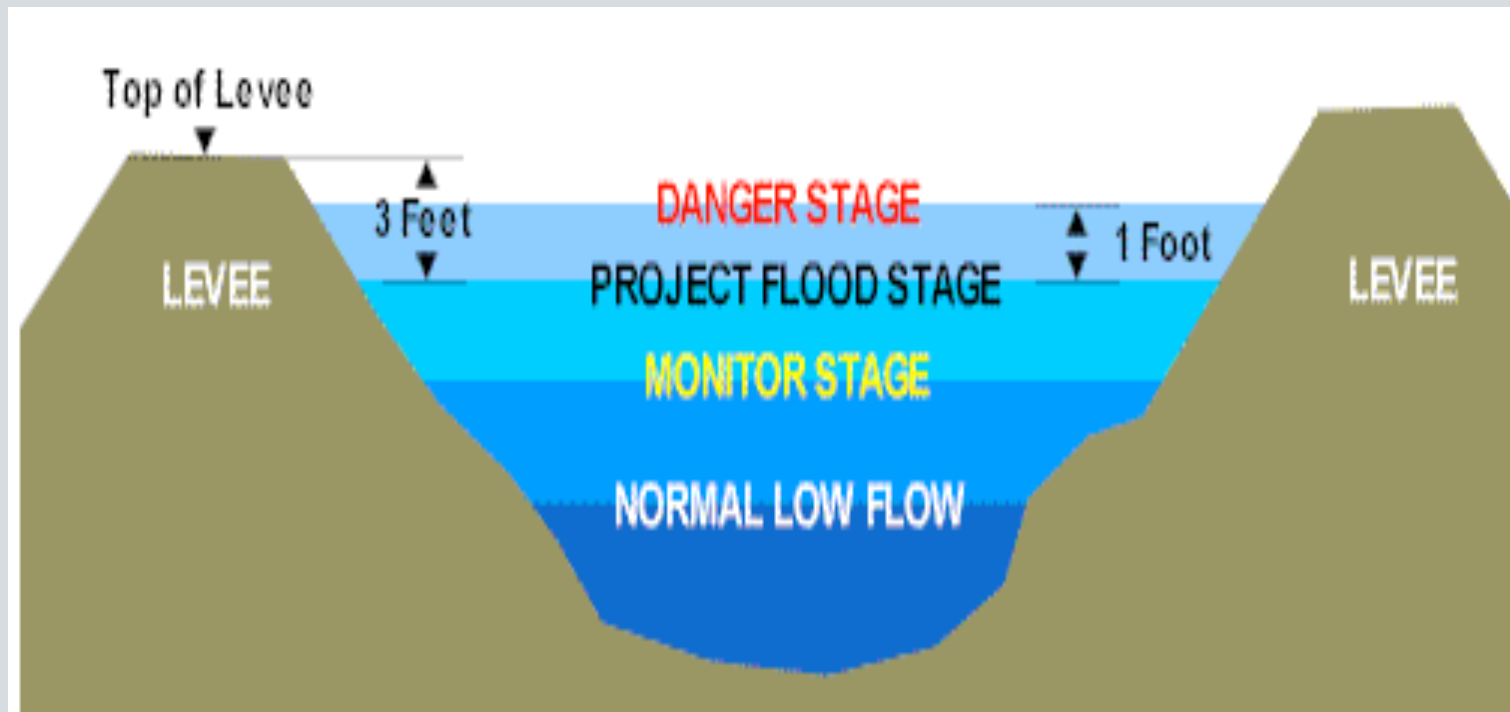 Top of Levee
DANGER STAGE
3 Feet
1 Foot
PROJECT FLOOD STAGE
LEVEE
LEVEE
MONITOR STAGE
NORMAL LOW FLOW